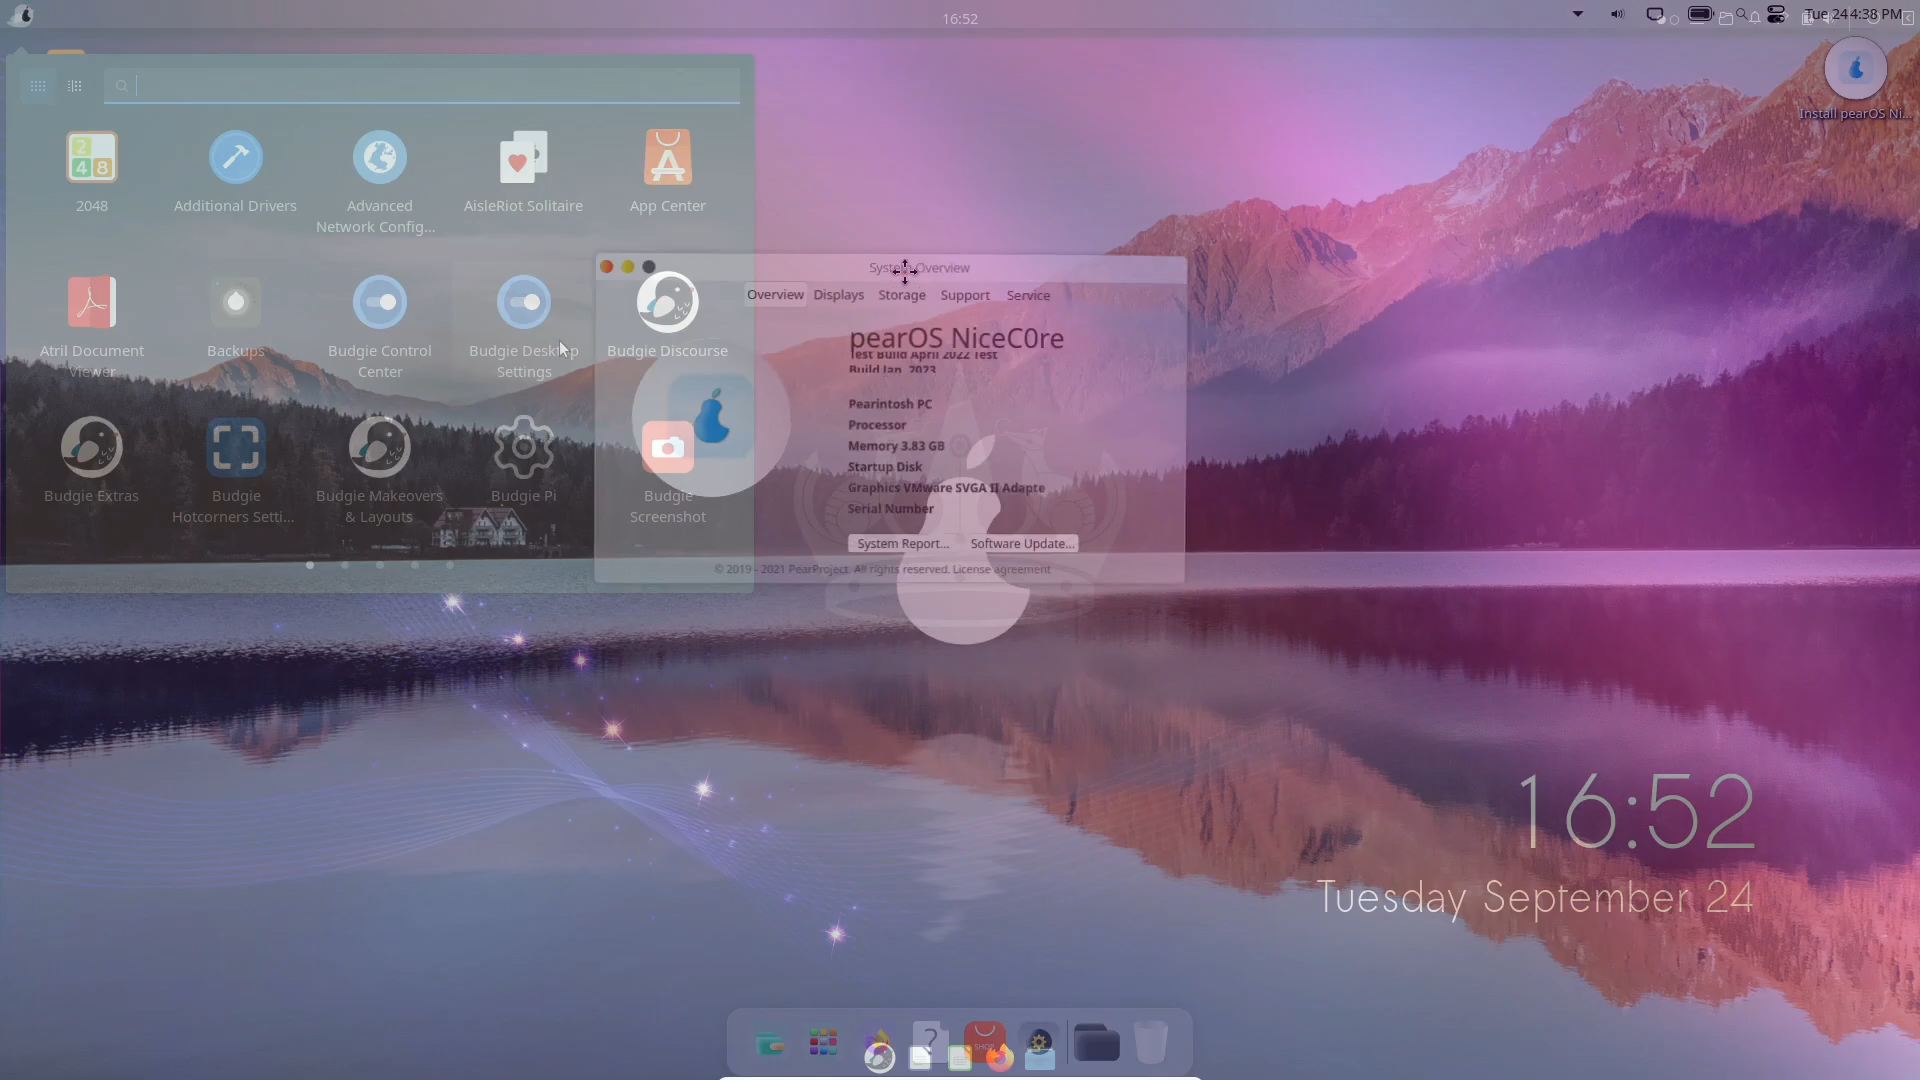 16:52
Tue 24 4:38 PM
Install pearOS Ni...
2048
Additional Drivers
Advanced
Network Config...
AisleRiot Solitaire
App Center
System Overview
Overview
Displays
Storage
Support
Service
pearOS NiceC0re
Test Build April 2022 Test
Build Jan, 2023
Atril Document
Viewer
Backups
Budgie Control
Center
Budgie Desktop
Settings
Budgie Discourse
Pearintosh PC
Processor
Memory 3.83 GB
Startup Disk
Graphics VMware SVGA II Adapte
Serial Number
Budgie Extras
Budgie
Hotcorners Setti...
Budgie Makeovers
& Layouts
Budgie Pi
Budgie
Screenshot
System Report...
Software Update...
© 2019 - 2021 PearProject. All rights reserved. License agreement
16:52
Tuesday September 24
SHOP